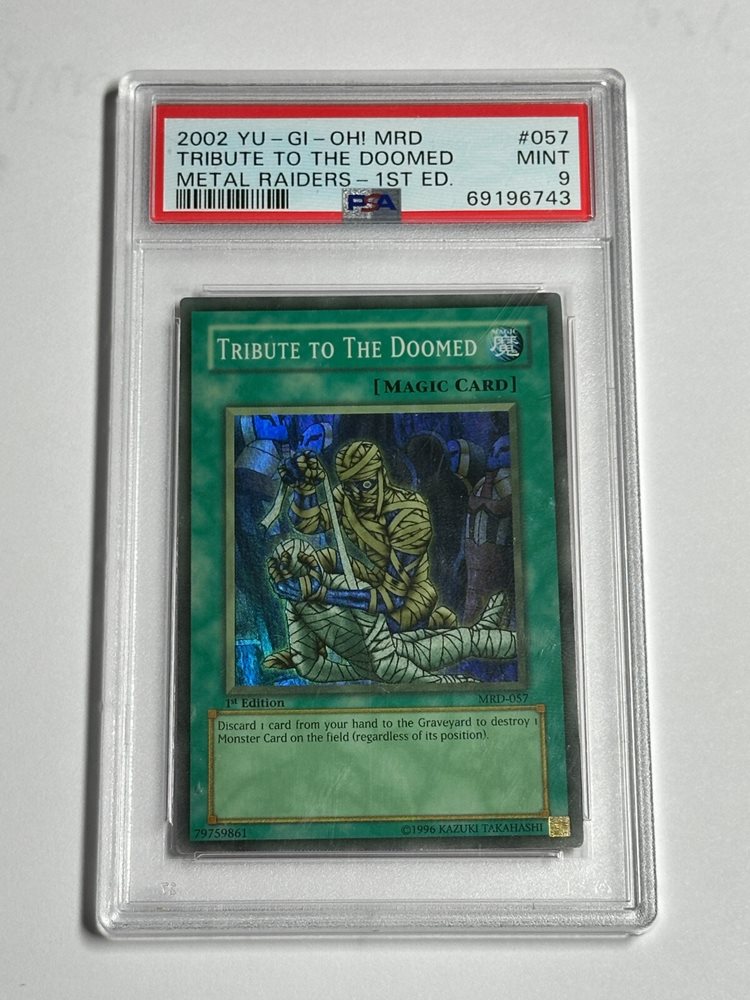 2002 YU-GI-OH! MRD #057
TRIBUTE TO THE DOOMED MINT
METAL RAIDERS-1ST ED. 9
PSA 69196743
TRIBUTE TO THE DOOMED
MAGIC
魔
[MAGIC CARD]
1st Edition MRD-057
Discard 1 card from your hand to the Graveyard to destroy 1
Monster Card on the field (regardless of its position).
79759861 ©1996 KAZUKI TAKAHASHI